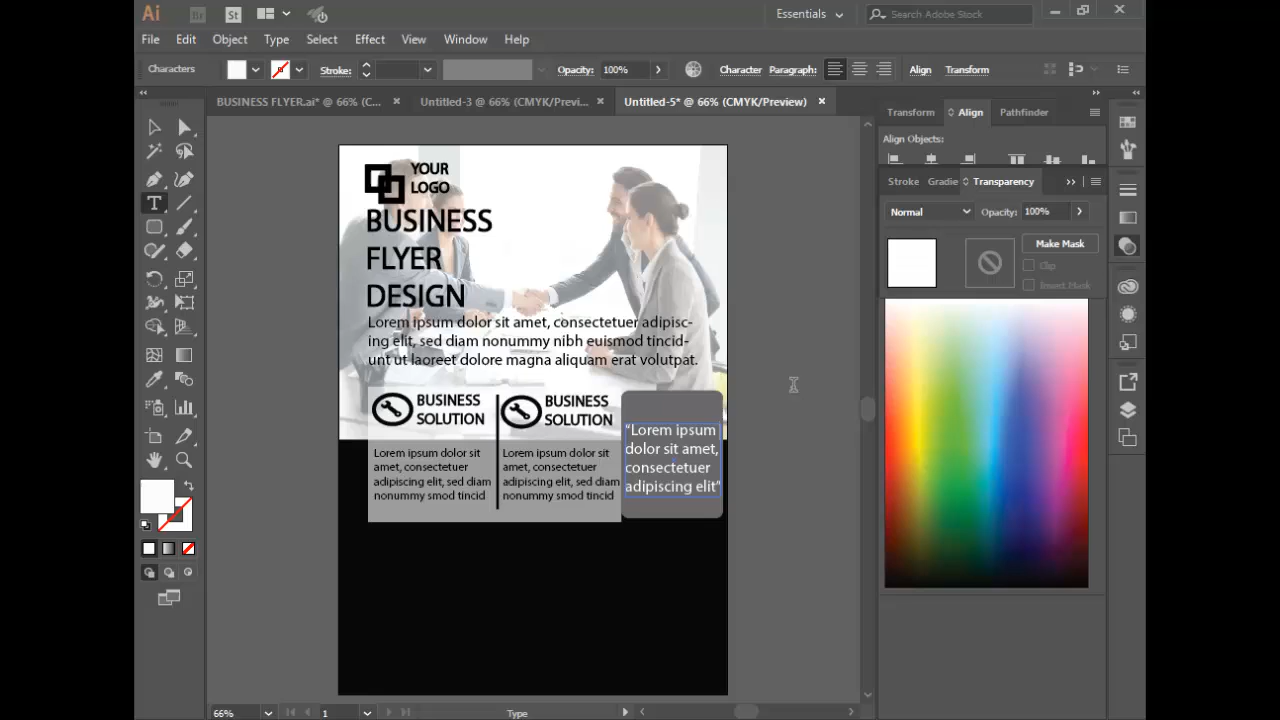 Ai Br St Essentials Search Adobe Stock
File Edit Object Type Select Effect View Window Help
Characters Stroke: Opacity: 100% Character Paragraph: Align Transform
BUSINESS FLYER.ai* @ 66% (C... × Untitled-3 @ 66% (CMYK/Previ... × Untitled-5* @ 66% (CMYK/Preview) ×
Transform Align Pathfinder
Align Objects:
Stroke Gradie Transparency
Normal Opacity: 100%
Make Mask
Clip
Invert Mask
YOUR
LOGO
BUSINESS
FLYER
DESIGN
Lorem ipsum dolor sit amet, consectetuer adipisc-
ing elit, sed diam nonummy nibh euismod tincid-
unt ut laoreet dolore magna aliquam erat volutpat.
BUSINESS
SOLUTION
Lorem ipsum dolor sit
amet, consectetuer
adipiscing elit, sed diam
nonummy smod tincid
BUSINESS
SOLUTION
Lorem ipsum dolor sit
amet, consectetuer
adipiscing elit, sed diam
nonummy smod tincid
“Lorem ipsum
dolor sit amet,
consectetuer
adipiscing elit”
66% 1 Type